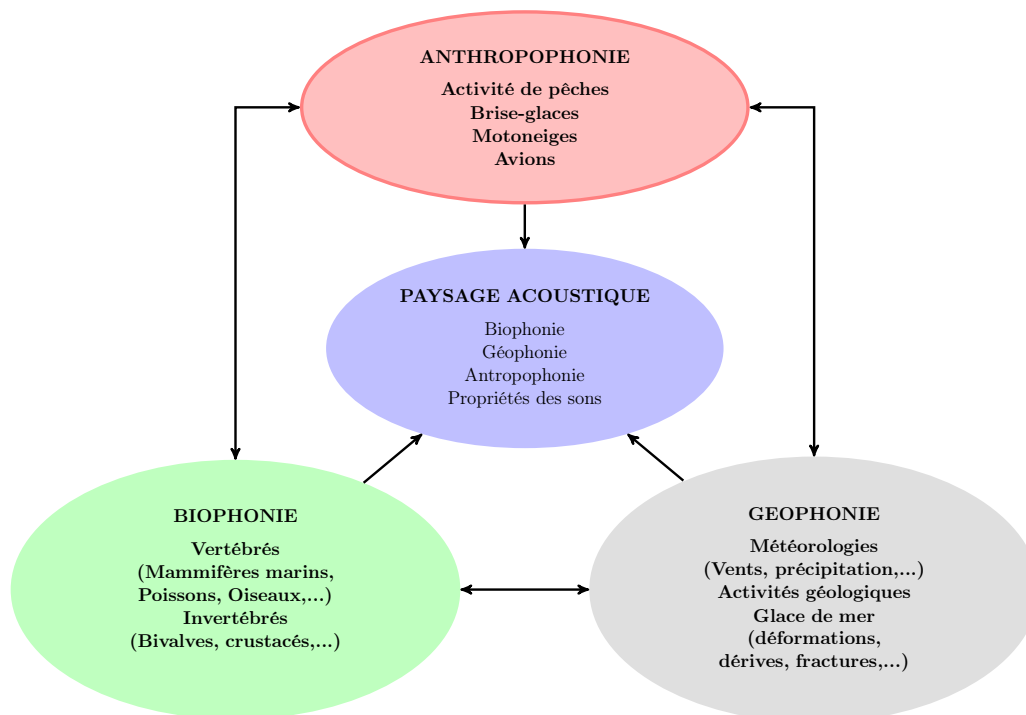 ANTHROPOPHONIE
Activité de pêches
Brise-glaces
Motoneiges
Avions
PAYSAGE ACOUSTIQUE
Biophonie
Géophonie
Antropophonie
Propriétés des sons
BIOPHONIE
Vertébrés
(Mammifères marins,
Poissons, Oiseaux,...)
Invertébrés
(Bivalves, crustacés,...)
GEOPHONIE
Météorologies
(Vents, précipitation,...)
Activités géologiques
Glace de mer
(déformations,
dérives, fractures,...)